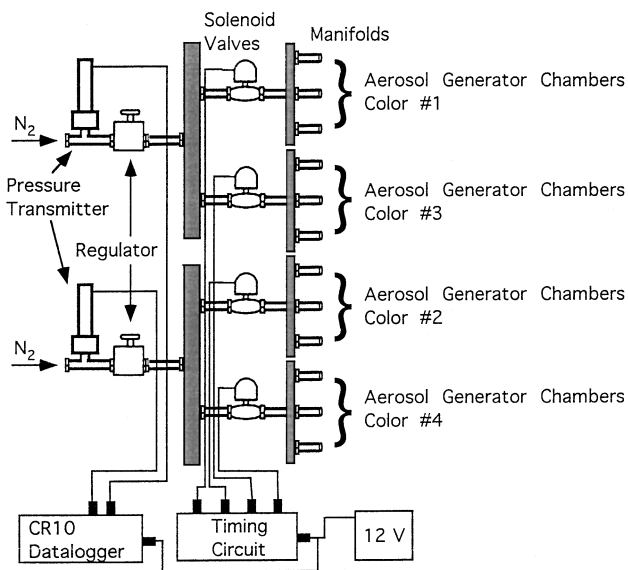 Solenoid
Valves
Manifolds
Aerosol Generator Chambers
Color #1
N2
Pressure
Transmitter
Aerosol Generator Chambers
Color #3
Regulator
Aerosol Generator Chambers
Color #2
N2
Aerosol Generator Chambers
Color #4
CR10
Datalogger
Timing
Circuit
12 V